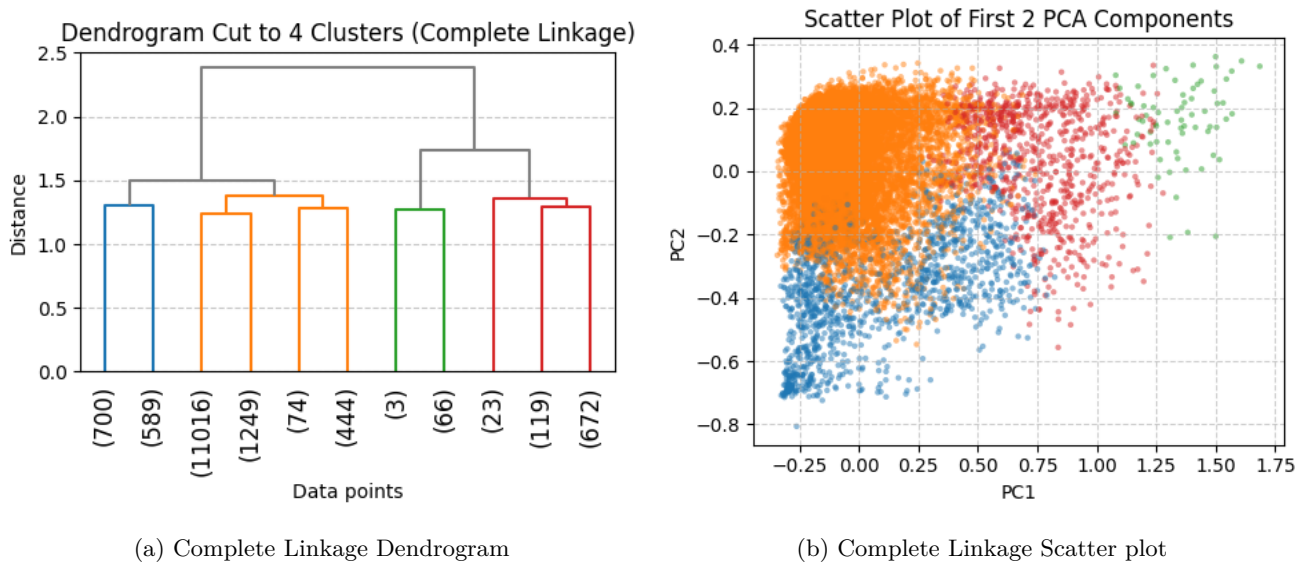 Dendrogram Cut to 4 Clusters (Complete Linkage)
2.5
2.0
1.5
1.0
0.5
0.0
Distance
(700)
(589)
(11016)
(1249)
(74)
(444)
(3)
(66)
(23)
(119)
(672)
Data points
(a) Complete Linkage Dendrogram
Scatter Plot of First 2 PCA Components
0.4
0.2
0.0
−0.2
−0.4
−0.6
−0.8
PC2
−0.25 0.00 0.25 0.50 0.75 1.00 1.25 1.50 1.75
PC1
(b) Complete Linkage Scatter plot